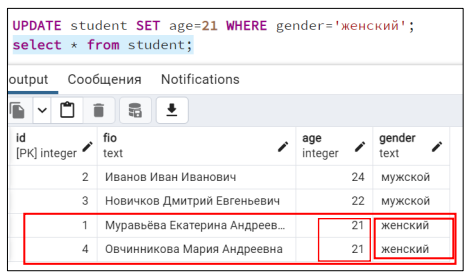 UPDATE student SET age=21 WHERE gender='женский';
select * from student;
output Сообщения Notifications
id fio age gender
[PK] integer text integer text
2 Иванов Иван Иванович 24 мужской
3 Новичков Дмитрий Евгеньевич 22 мужской
1 Муравьёва Екатерина Андреев... 21 женский
4 Овчинникова Мария Андреевна 21 женский